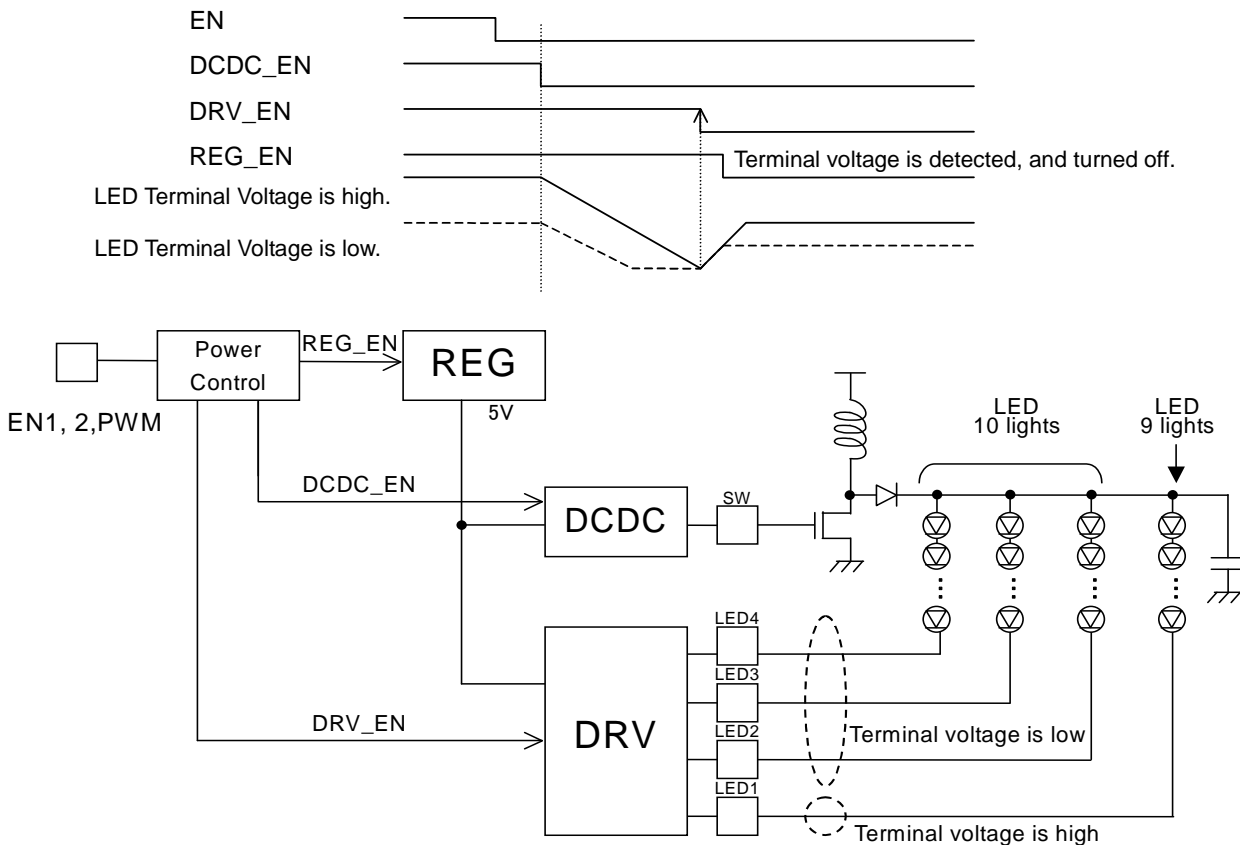 EN
DCDC_EN
DRV_EN
REG_EN
Terminal voltage is detected, and turned off.
LED Terminal Voltage is high.
LED Terminal Voltage is low.
Power
Control
REG_EN
REG
5V
EN1, 2,PWM
LED
10 lights
LED
9 lights
DCDC_EN
DCDC
SW
LED4
LED3
DRV_EN
DRV
LED2
Terminal voltage is low
LED1
Terminal voltage is high